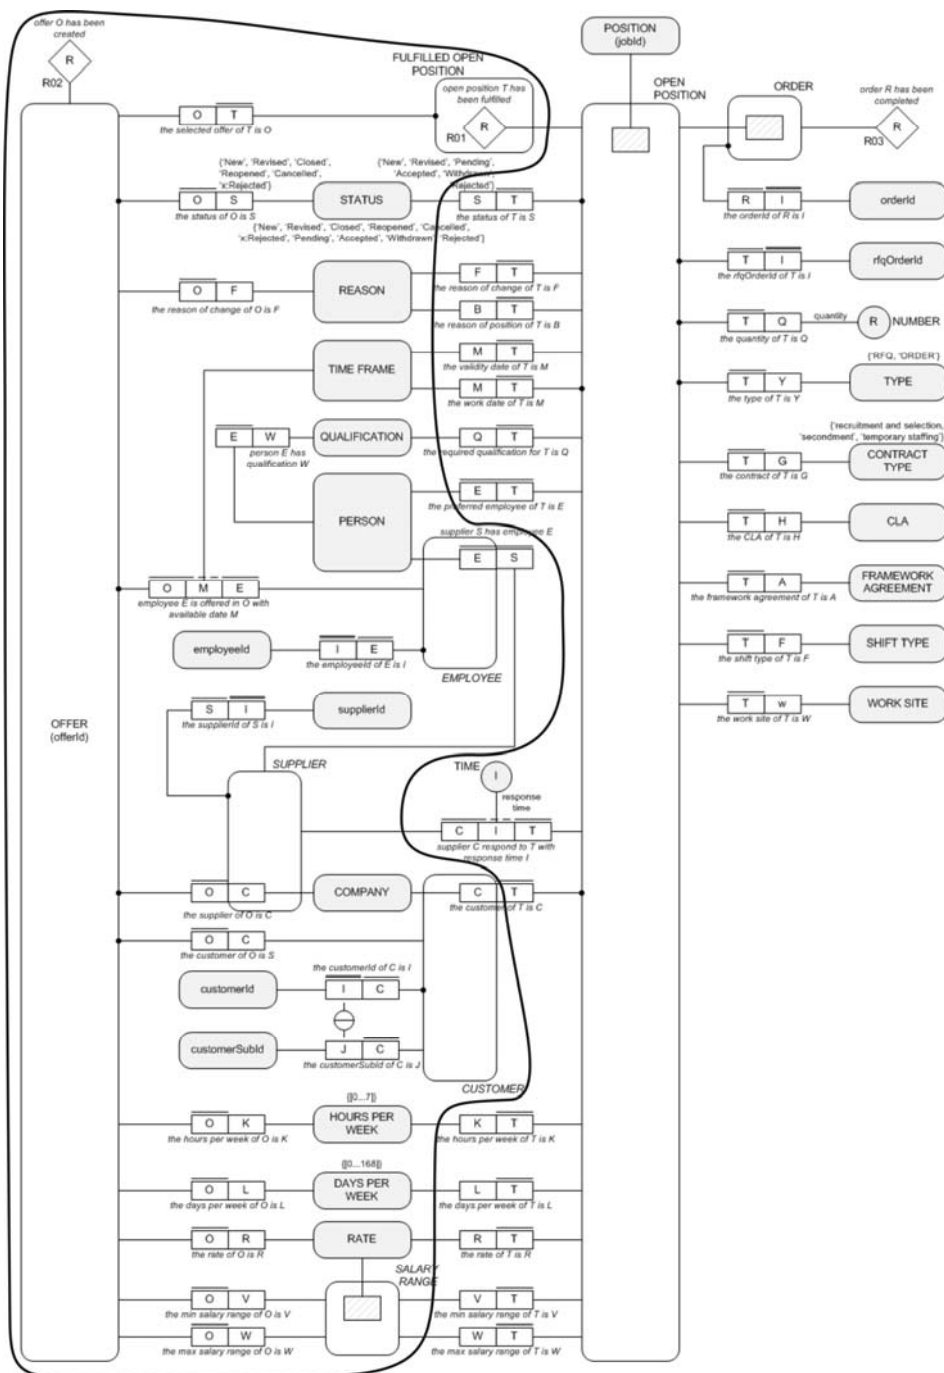 offer O has been
created
R
R02
FULFILLED OPEN
POSITION
open position T has
been fulfilled
R
R01
POSITION
(jobId)
OPEN
POSITION
ORDER
order R has been
completed
R
R03
O T
the selected offer of T is O
{'New', 'Revised', 'Closed',
'Reopened', 'Cancelled',
'x:Rejected'}
{'New', 'Revised', 'Pending',
'Accepted', 'Withdrawn',
'Rejected'}
O S
the status of O is S
STATUS
S T
the status of T is S
{'New', 'Revised', 'Closed', 'Reopened', 'Cancelled',
'x:Rejected', 'Pending', 'Accepted', 'Withdrawn', 'Rejected'}
R I
the orderId of R is I
orderId
T I
the rfqOrderId of T is I
rfqOrderId
O F
the reason of change of O is F
REASON
F T
the reason of change of T is F
B T
the reason of position of T is B
T Q
the quantity of T is Q
quantity
R
NUMBER
{'RFQ, 'ORDER'}
T Y
the type of T is Y
TYPE
TIME FRAME
M T
the validity date of T is M
M T
the work date of T is M
E W
person E has
qualification W
QUALIFICATION
Q T
the required qualification for T is Q
{'recruitment and selection,
'secondment', 'temporary staffing'}
T G
the contract of T is G
CONTRACT
TYPE
PERSON
E T
the preferred employee of T is E
supplier S has employee E
E S
T H
the CLA of T is H
CLA
O M E
employee E is offered in O with
available date M
T A
the framework agreement of T is A
FRAMEWORK
AGREEMENT
employeeId
I E
the employeeId of E is I
EMPLOYEE
T F
the shift type of T is F
SHIFT TYPE
S I
the supplierId of S is I
supplierId
T w
the work site of T is W
WORK SITE
OFFER
(offerId)
SUPPLIER
TIME
I
response
time
C I T
supplier C respond to T with
response time I
O C
the supplier of O is C
COMPANY
C T
the customer of T is C
O C
the customer of O is S
the customerId of C is I
customerId
I C
customerSubId
J C
the customerSubId of C is J
CUSTOMER
{[0...7]}
O K
the hours per week of O is K
HOURS PER
WEEK
K T
the hours per week of T is K
{[0...168]}
O L
the days per week of O is L
DAYS PER
WEEK
L T
the days per week of T is L
O R
the rate of O is R
RATE
R T
the rate of T is R
SALARY
RANGE
O V
the min salary range of O is V
V T
the min salary range of T is V
O W
the max salary range of O is W
W T
the max salary range of T is W